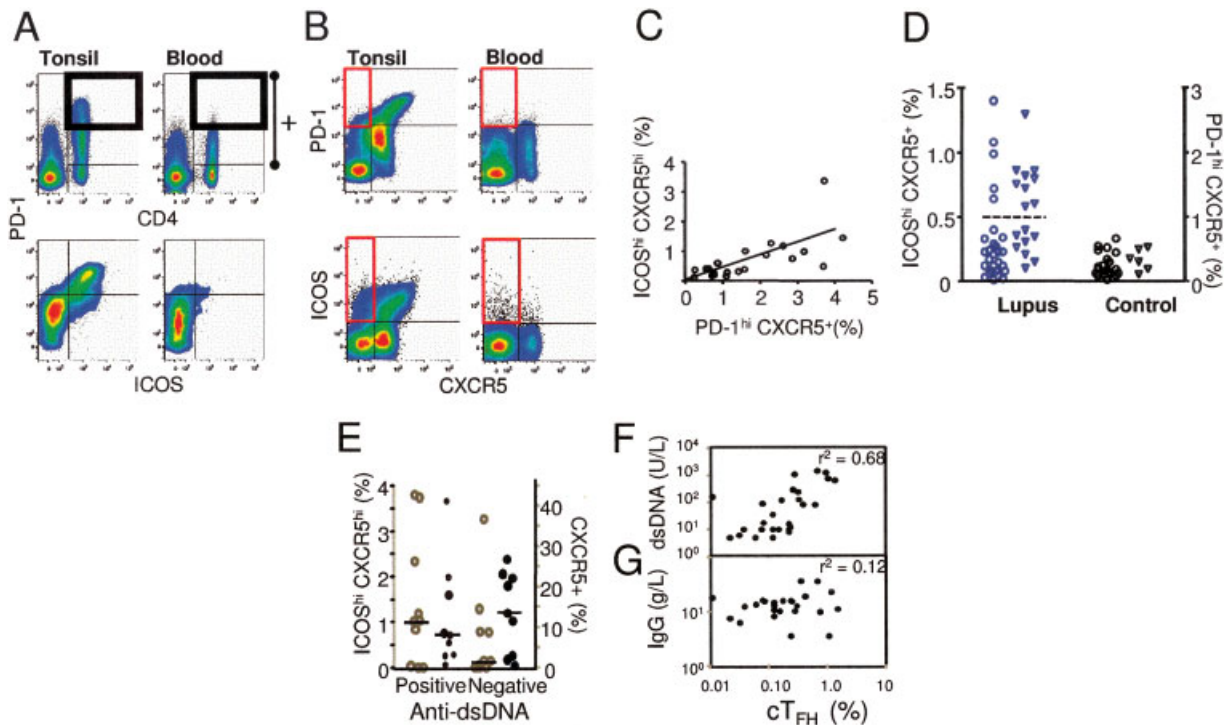 A
Tonsil Blood
PD-1
CD4
+
ICOS
B
Tonsil Blood
PD-1
ICOS
CXCR5
C
ICOS^hi CXCR5^hi (%)
4
3
2
1
0
0 1 2 3 4 5
PD-1^hi CXCR5^+(%)
D
ICOS^hi CXCR5^+ (%)
1.5
1.0
0.5
0
3
2
1
0%
PD-1^hi CXCR5^+(%)
Lupus Control
E
ICOS^hi CXCR5^hi (%)
4
3
2
1
0
40
30
20
10
0
CXCR5+ (%)
Positive Negative
Anti-dsDNA
F
dsDNA (U/L)
10^4
10^3
10^2
10^1
10^0
r^2 = 0.68
G
IgG (g/L)
10^1
10^0
r^2 = 0.12
0.01 0.10 1.0 10
cT_FH (%)